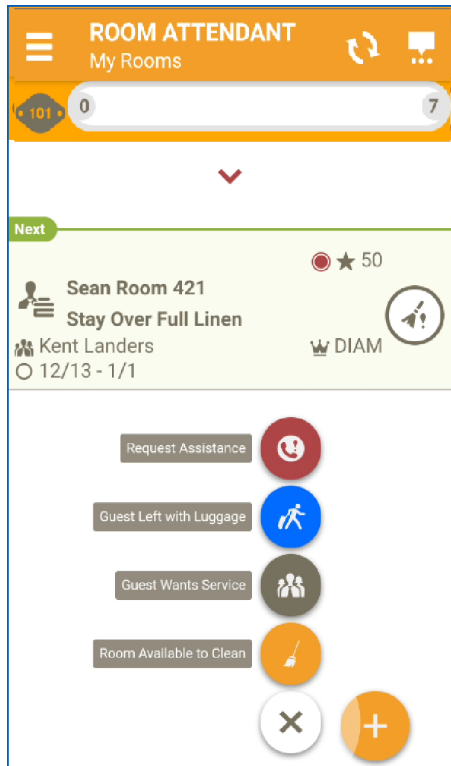 ROOM ATTENDANT
My Rooms
101
0
7
Next
50
Sean Room 421
Stay Over Full Linen
Kent Landers
DIAM
12/13 - 1/1
Request Assistance
Guest Left with Luggage
Guest Wants Service
Room Available to Clean